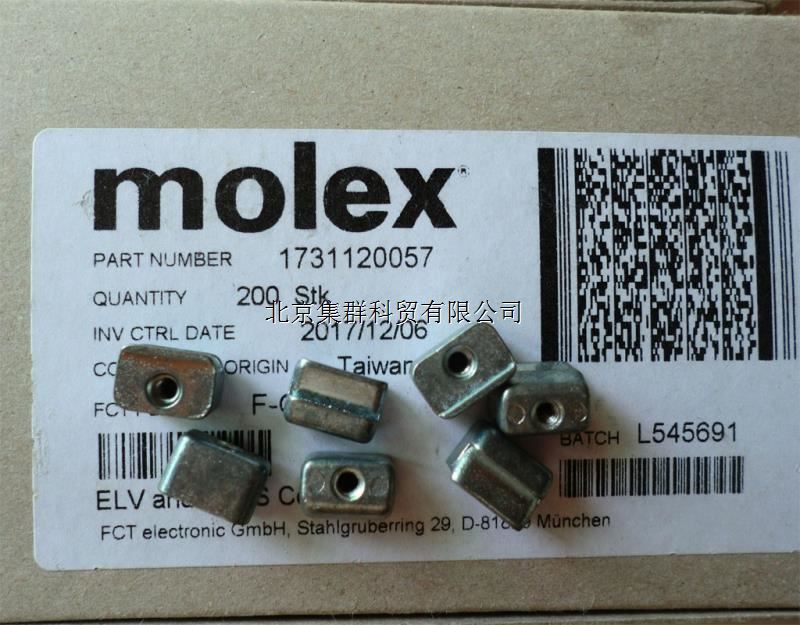 molex®
PART NUMBER 1731120057
QUANTITY 200 Stk
北京集群科贸有限公司
INV CTRL DATE 2017/12/06
ORIGIN Taiwan
BATCH L545691
ELV and
FCT electronic GmbH, Stahlgruberring 29, München